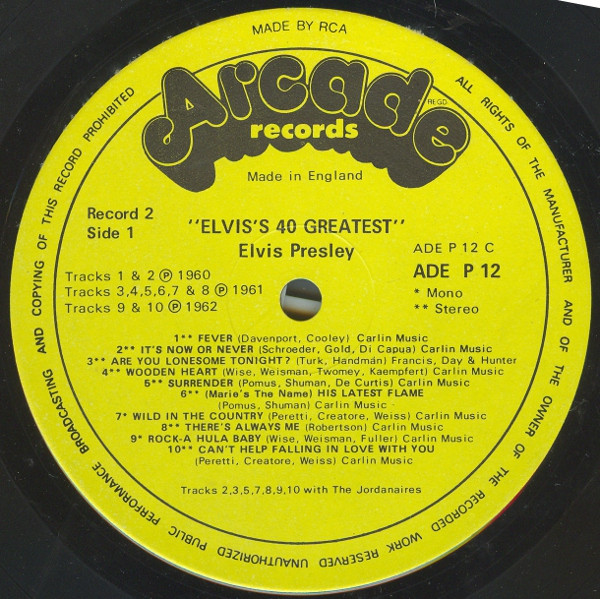 MADE BY RCA
ALL RIGHTS OF THE MANUFACTURER AND OF THE OWNER OF THE RECORDED WORK RESERVED UNAUTHORIZED PUBLIC PERFORMANCE BROADCASTING AND COPYING OF THIS RECORD PROHIBITED
Arcade
REGD.
records
Made in England
Record 2
Side 1
"ELVIS'S 40 GREATEST"
Elvis Presley
ADE P 12 C
ADE P 12
Tracks 1 & 2 Ⓟ 1960
Tracks 3,4,5,6,7 & 8 Ⓟ 1961
Tracks 9 & 10 Ⓟ 1962
* Mono
** Stereo
1** FEVER (Davenport, Cooley) Carlin Music
2** IT'S NOW OR NEVER (Schroeder, Gold, Di Capua) Carlin Music
3** ARE YOU LONESOME TONIGHT? (Turk, Handman) Francis, Day & Hunter
4** WOODEN HEART (Wise, Weisman, Twomey, Kaempfert) Carlin Music
5** SURRENDER (Pomus, Shuman, De Curtis) Carlin Music
6** (Marie's The Name) HIS LATEST FLAME
(Pomus, Shuman) Carlin Music
7* WILD IN THE COUNTRY (Peretti, Creatore, Weiss) Carlin Music
8** THERE'S ALWAYS ME (Robertson) Carlin Music
9* ROCK-A HULA BABY (Wise, Weisman, Fuller) Carlin Music
10** CAN'T HELP FALLING IN LOVE WITH YOU
(Peretti, Creatore, Weiss) Carlin Music
Tracks 2,3,5,7,8,9,10 with The Jordanaires